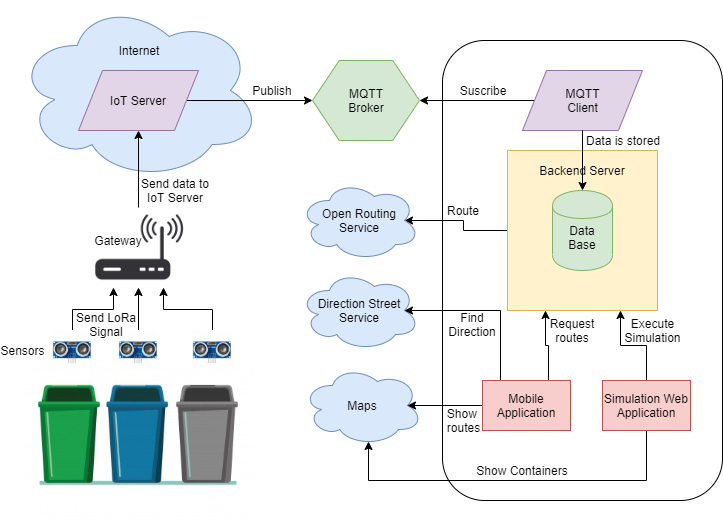 Internet
IoT Server
Publish
MQTT
Broker
Suscribe
MQTT
Client
Data is stored
Backend Server
Data
Base
Send data to
IoT Server
Gateway
Open Routing
Service
Route
Send LoRa
Signal
Direction Street
Service
Find
Direction
Request
routes
Execute
Simulation
Sensors
Maps
Show
routes
Mobile
Application
Simulation Web
Application
Show Containers